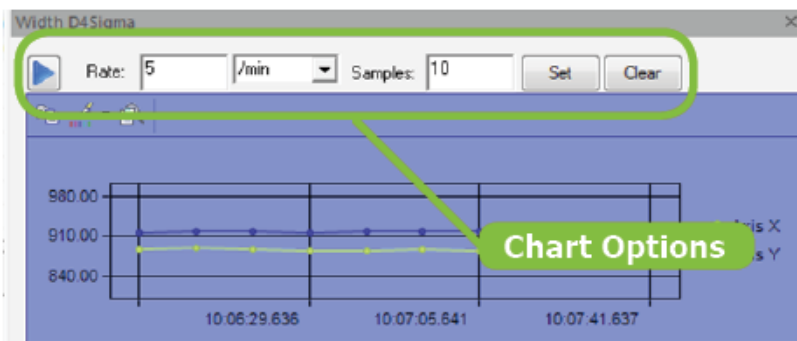 Width D4Sigma
Rate: 5 /min Samples: 10 Set Clear
980.00
910.00
840.00
Chart Options
X
Y
10:06:29.636 10:07:05.641 10:07:41.637